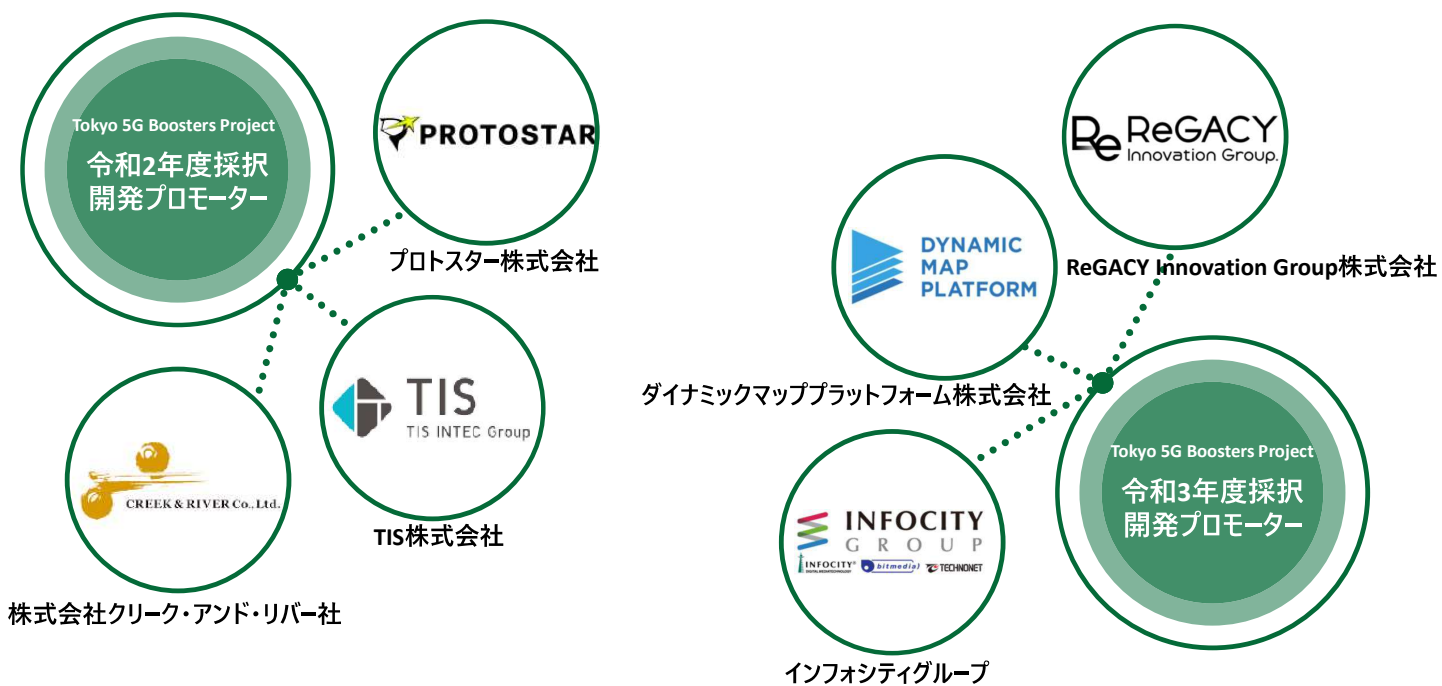 Tokyo 5G Boosters Project
令和2年度採択
開発プロモーター
PROTOSTAR
プロトスター株式会社
TIS
TIS INTEC Group
TIS株式会社
CREEK & RIVER Co., Ltd.
株式会社クリーク・アンド・リバー社
Re ReGACY
Innovation Group.
ReGACY Innovation Group株式会社
DYNAMIC
MAP
PLATFORM
ダイナミックマッププラットフォーム株式会社
INFOCITY
GROUP
INFOCITY® bitmedia TECHNONET
DIGITAL MEDIATECHNOLOGY
インフォシティグループ
Tokyo 5G Boosters Project
令和3年度採択
開発プロモーター